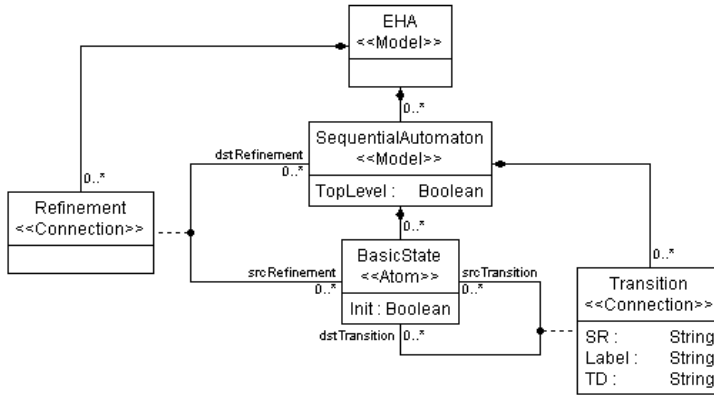 EHA
<<Model>>
0..*
SequentialAutomaton
<<Model>>
TopLevel : Boolean
dstRefinement
0..*
0..*
Refinement
<<Connection>>
0..*
BasicState
<<Atom>>
Init : Boolean
srcRefinement
0..*
srcTransition
0..*
dstTransition 0..*
0..*
Transition
<<Connection>>
SR : String
Label : String
TD : String